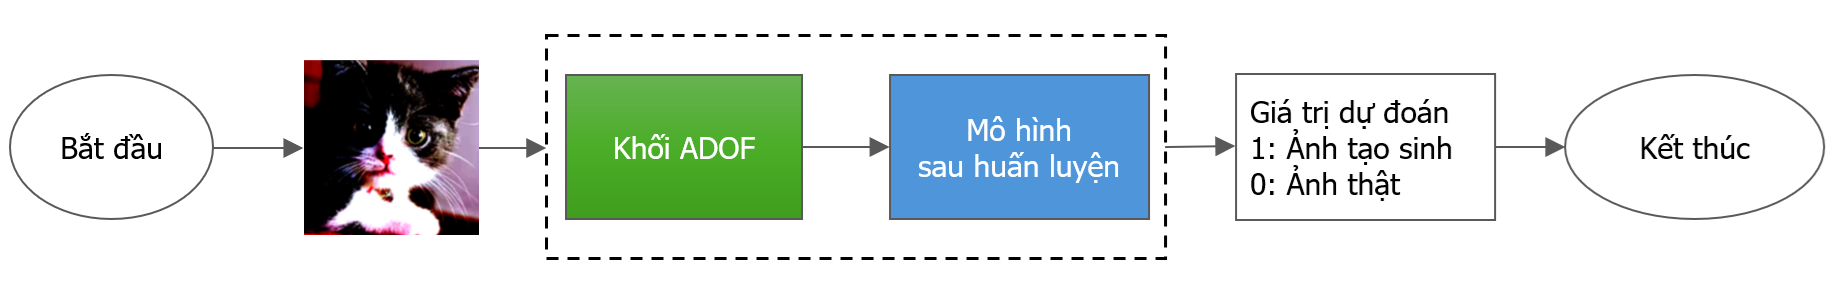 Bắt đầu
Khối ADOF
Mô hình
sau huấn luyện
Giá trị dự đoán
1: Ảnh tạo sinh
0: Ảnh thật
Kết thúc